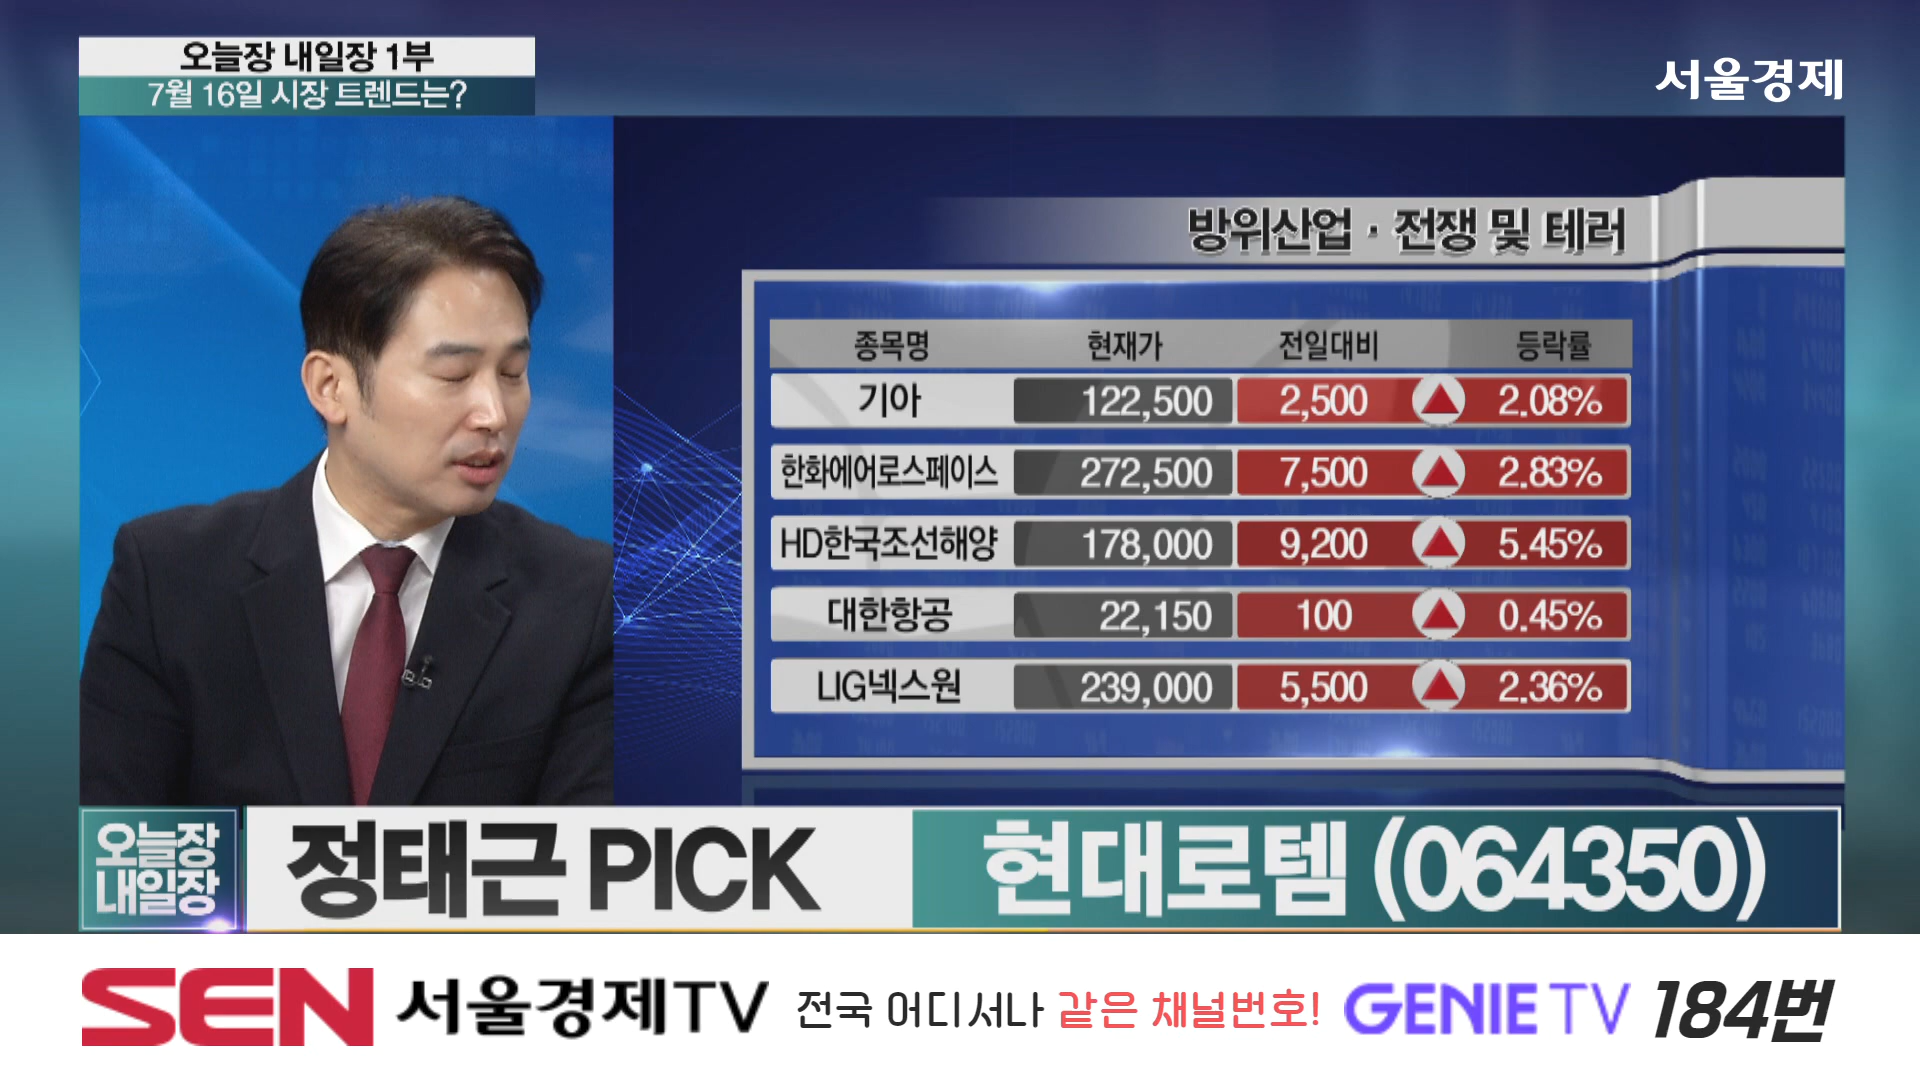 오늘장 내일장 1부
7월 16일 시장 트렌드는?
서울경제
방위산업 · 전쟁 및 테러
종목명 현재가 전일대비 등락률
기아 122,500 2,500 ▲ 2.08%
한화에어로스페이스 272,500 7,500 ▲ 2.83%
HD한국조선해양 178,000 9,200 ▲ 5.45%
대한항공 22,150 100 ▲ 0.45%
LIG넥스원 239,000 5,500 ▲ 2.36%
오늘장
내일장
정태근 PICK 현대로템 (064350)
SEN 서울경제TV 전국 어디서나 같은 채널번호! GENIE TV 184번